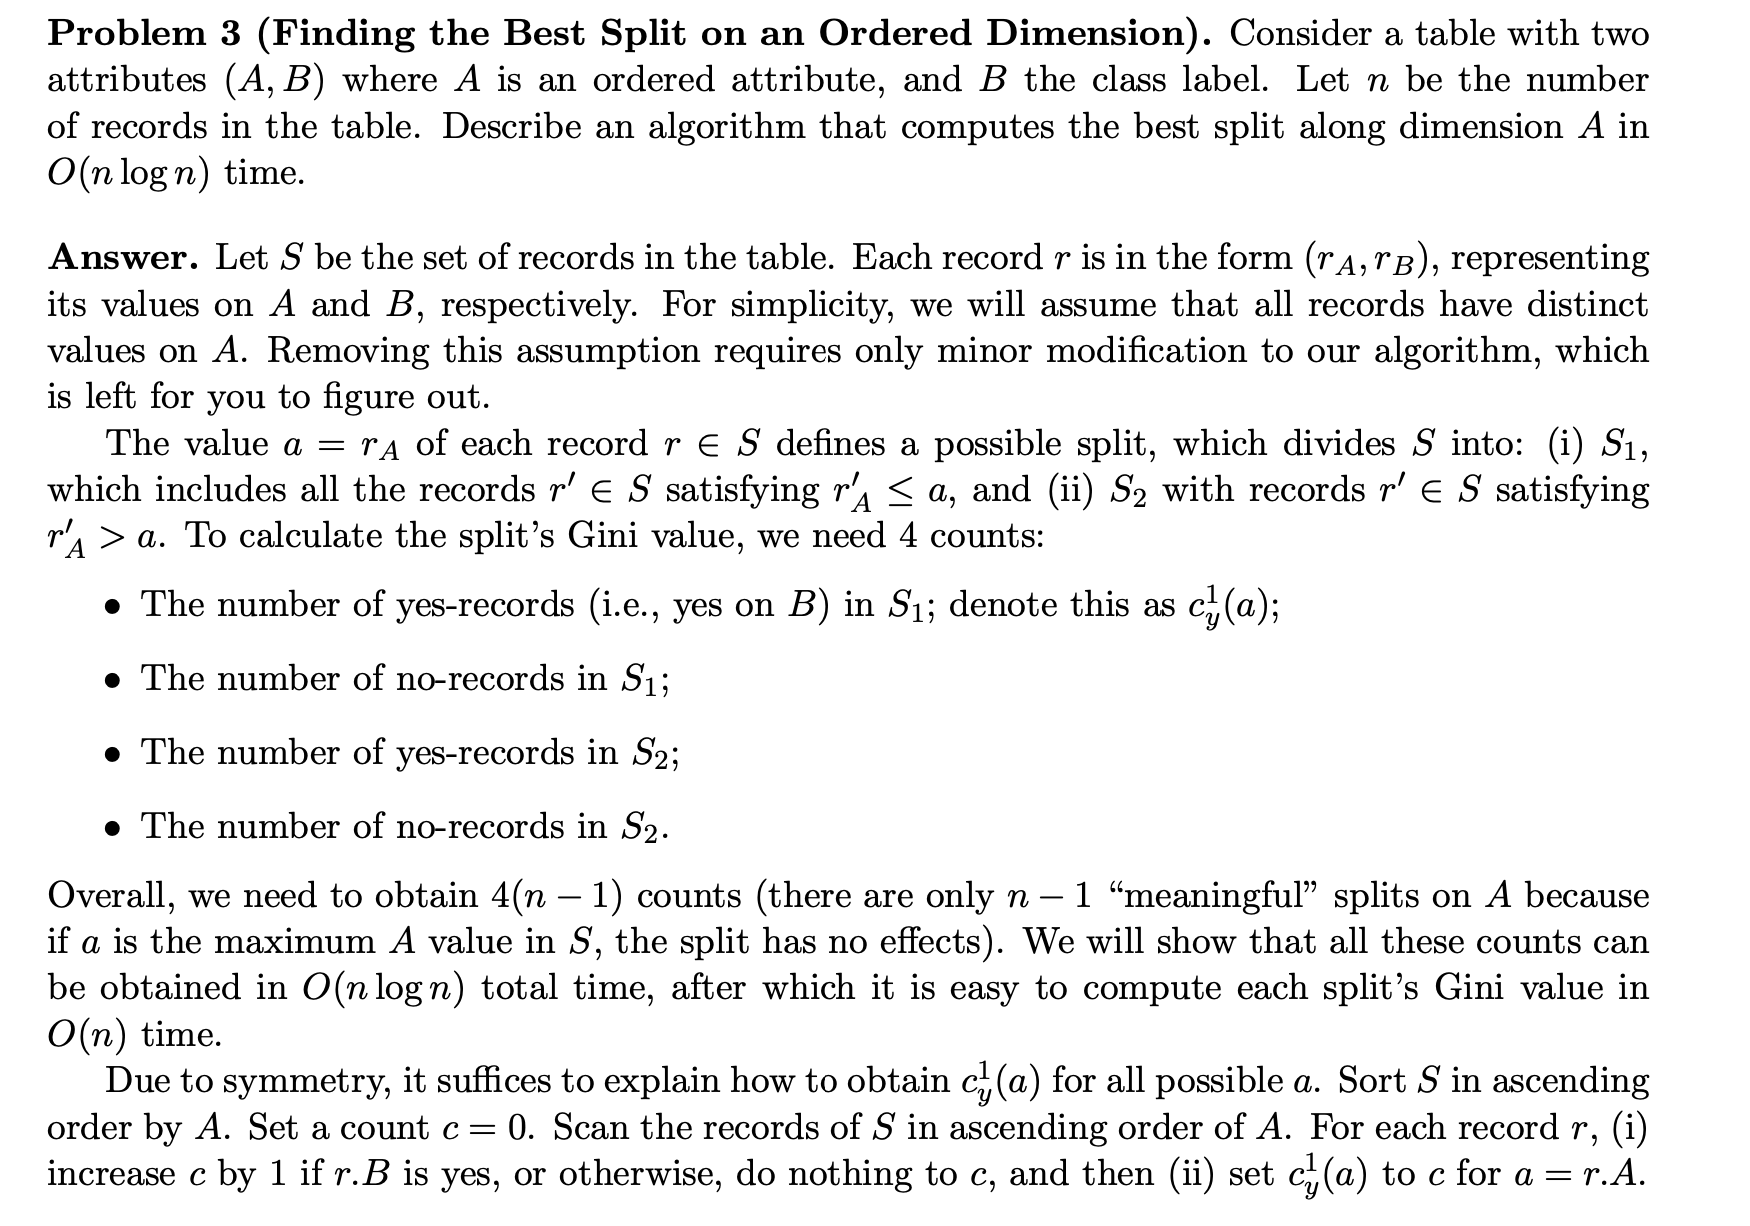 Problem 3 (Finding the Best Split on an Ordered Dimension). Consider a table with two
attributes (A, B) where A is an ordered attribute, and B the class label. Let n be the number
of records in the table. Describe an algorithm that computes the best split along dimension A in
O(n log n) time.
Answer. Let S be the set of records in the table. Each record r is in the form (r_A, r_B), representing
its values on A and B, respectively. For simplicity, we will assume that all records have distinct
values on A. Removing this assumption requires only minor modification to our algorithm, which
is left for you to figure out.
The value a = r_A of each record r ∈ S defines a possible split, which divides S into: (i) S₁,
which includes all the records r′ ∈ S satisfying r′_A ≤ a, and (ii) S₂ with records r′ ∈ S satisfying
r′_A > a. To calculate the split’s Gini value, we need 4 counts:
• The number of yes-records (i.e., yes on B) in S₁; denote this as c_y^1(a);
• The number of no-records in S₁;
• The number of yes-records in S₂;
• The number of no-records in S₂.
Overall, we need to obtain 4(n − 1) counts (there are only n − 1 “meaningful” splits on A because
if a is the maximum A value in S, the split has no effects). We will show that all these counts can
be obtained in O(n log n) total time, after which it is easy to compute each split’s Gini value in
O(n) time.
Due to symmetry, it suffices to explain how to obtain c_y^1(a) for all possible a. Sort S in ascending
order by A. Set a count c = 0. Scan the records of S in ascending order of A. For each record r, (i)
increase c by 1 if r.B is yes, or otherwise, do nothing to c, and then (ii) set c_y^1(a) to c for a = r.A.